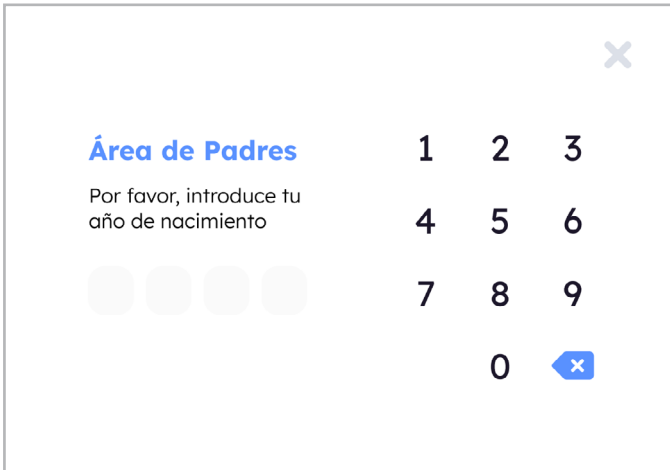 Área de Padres
Por favor, introduce tu
año de nacimiento
1 2 3
4 5 6
7 8 9
0